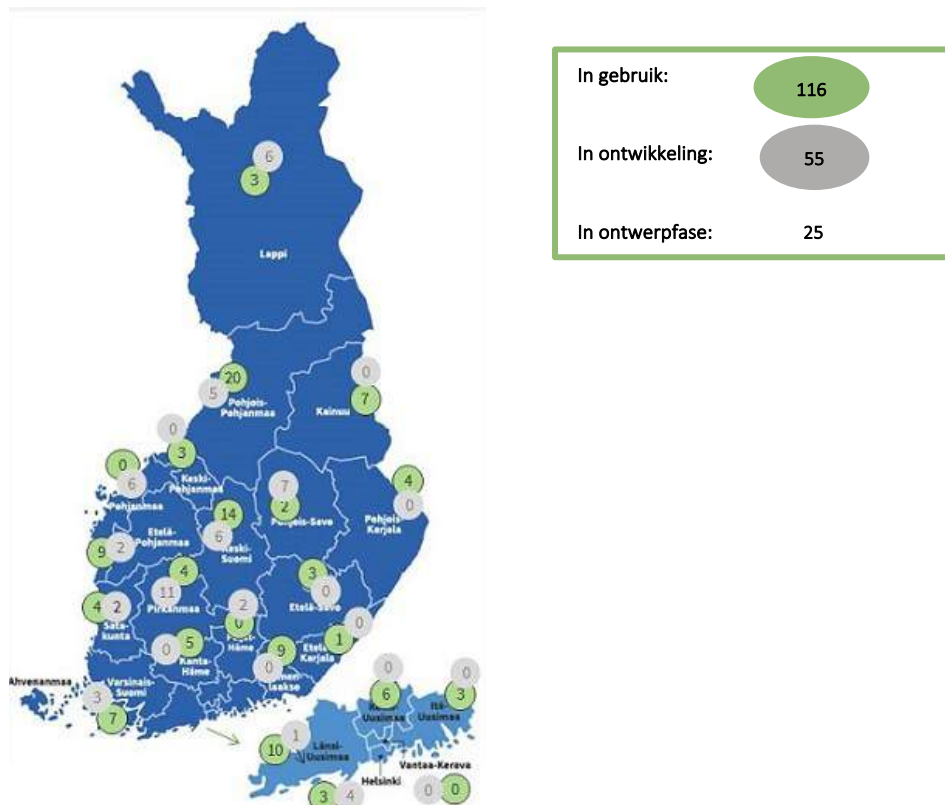 In gebruik:
116
In ontwikkeling:
55
In ontwerpfase:
25
6
3
Lappi
0
20
5
7
Pohjois-
Pohjanmaa
Kainuu
0
3
0
4
6
Keski-
Pohjanmaa
7
2
0
Pohjanmaa
14
Pohjois-Savo
Pohjois-
Karjala
Etelä-
Pohjanmaa
6
Keski-
Suomi
9
2
4
3
11
0
4
2
Pirkanmaa
2
Etelä-Savo
Sata-
kunta
0
0
Häme
5
1
0
9
Karjala
Kanta-
Häme
0
Ahvenanmaa
Varsinais-
Suomi
3
7
0
0
6
3
Uusimaa
Itä-
Uusimaa
1
10
Länsi-
Uusimaa
Vantaa-Kerava
Helsinki
3
4
0
0